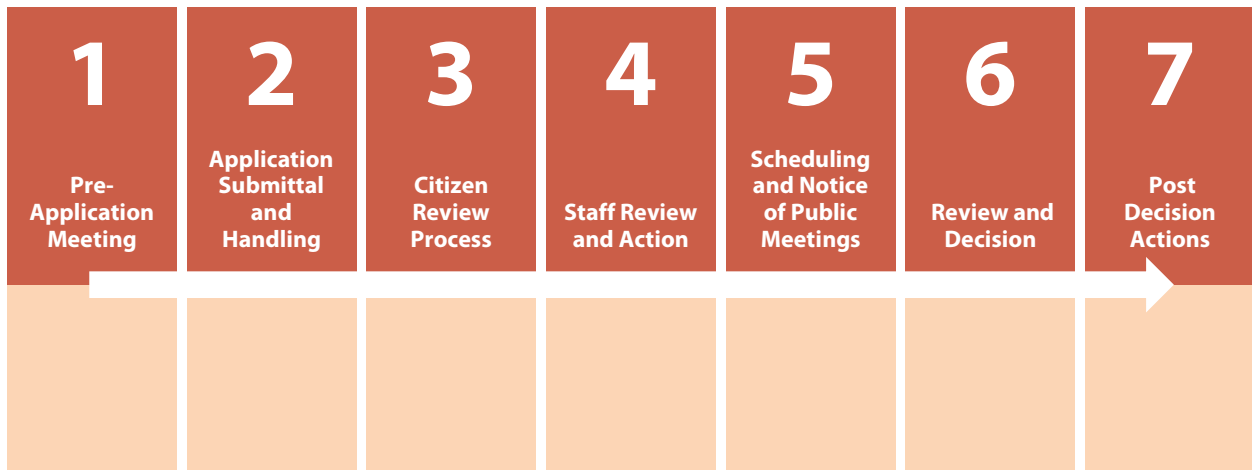 1
Pre-
Application
Meeting
2
Application
Submittal
and
Handling
3
Citizen
Review
Process
4
Staff Review
and Action
5
Scheduling
and Notice
of Public
Meetings
6
Review and
Decision
7
Post
Decision
Actions